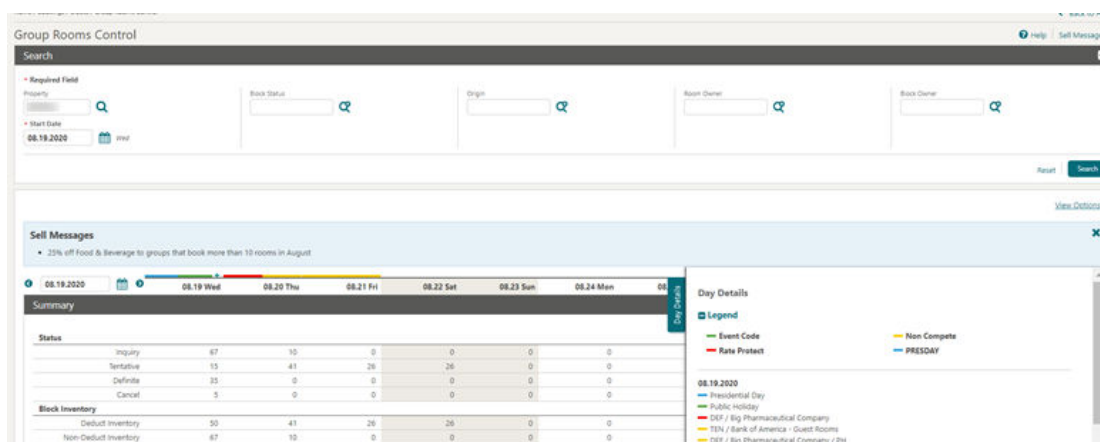 Group Rooms Control
Help Sell Messag
Search
* Required Field
Property
Block Status
Origin
Room Owner
Block Owner
* Start Date
08.19.2020 Wed
Reset Search
View Options
Sell Messages
• 25% off Food & Beverage to groups that book more than 10 rooms in August
08.19.2020 08.19 Wed 08.20 Thu 08.21 Fri 08.22 Sat 08.23 Sun 08.24 Mon 08.
Summary
Status
Inquiry 67 10 0 0 0 0
Tentative 15 41 26 26 0 0
Definite 35 0 0 0 0 0
Cancel 5 0 0 0 0 0
Block Inventory
Deduct Inventory 50 41 26 26 0 0
Non-Deduct Inventory 67 10 0 0 0 0
Day Details
Day Details
Legend
Event Code Non Compete
Rate Protect PRESDAY
08.19.2020
Presidential Day
Public Holiday
DEF / Big Pharmaceutical Company
TEN / Bank of America - Guest Rooms
DEF / Big Pharmaceutical Company / PH